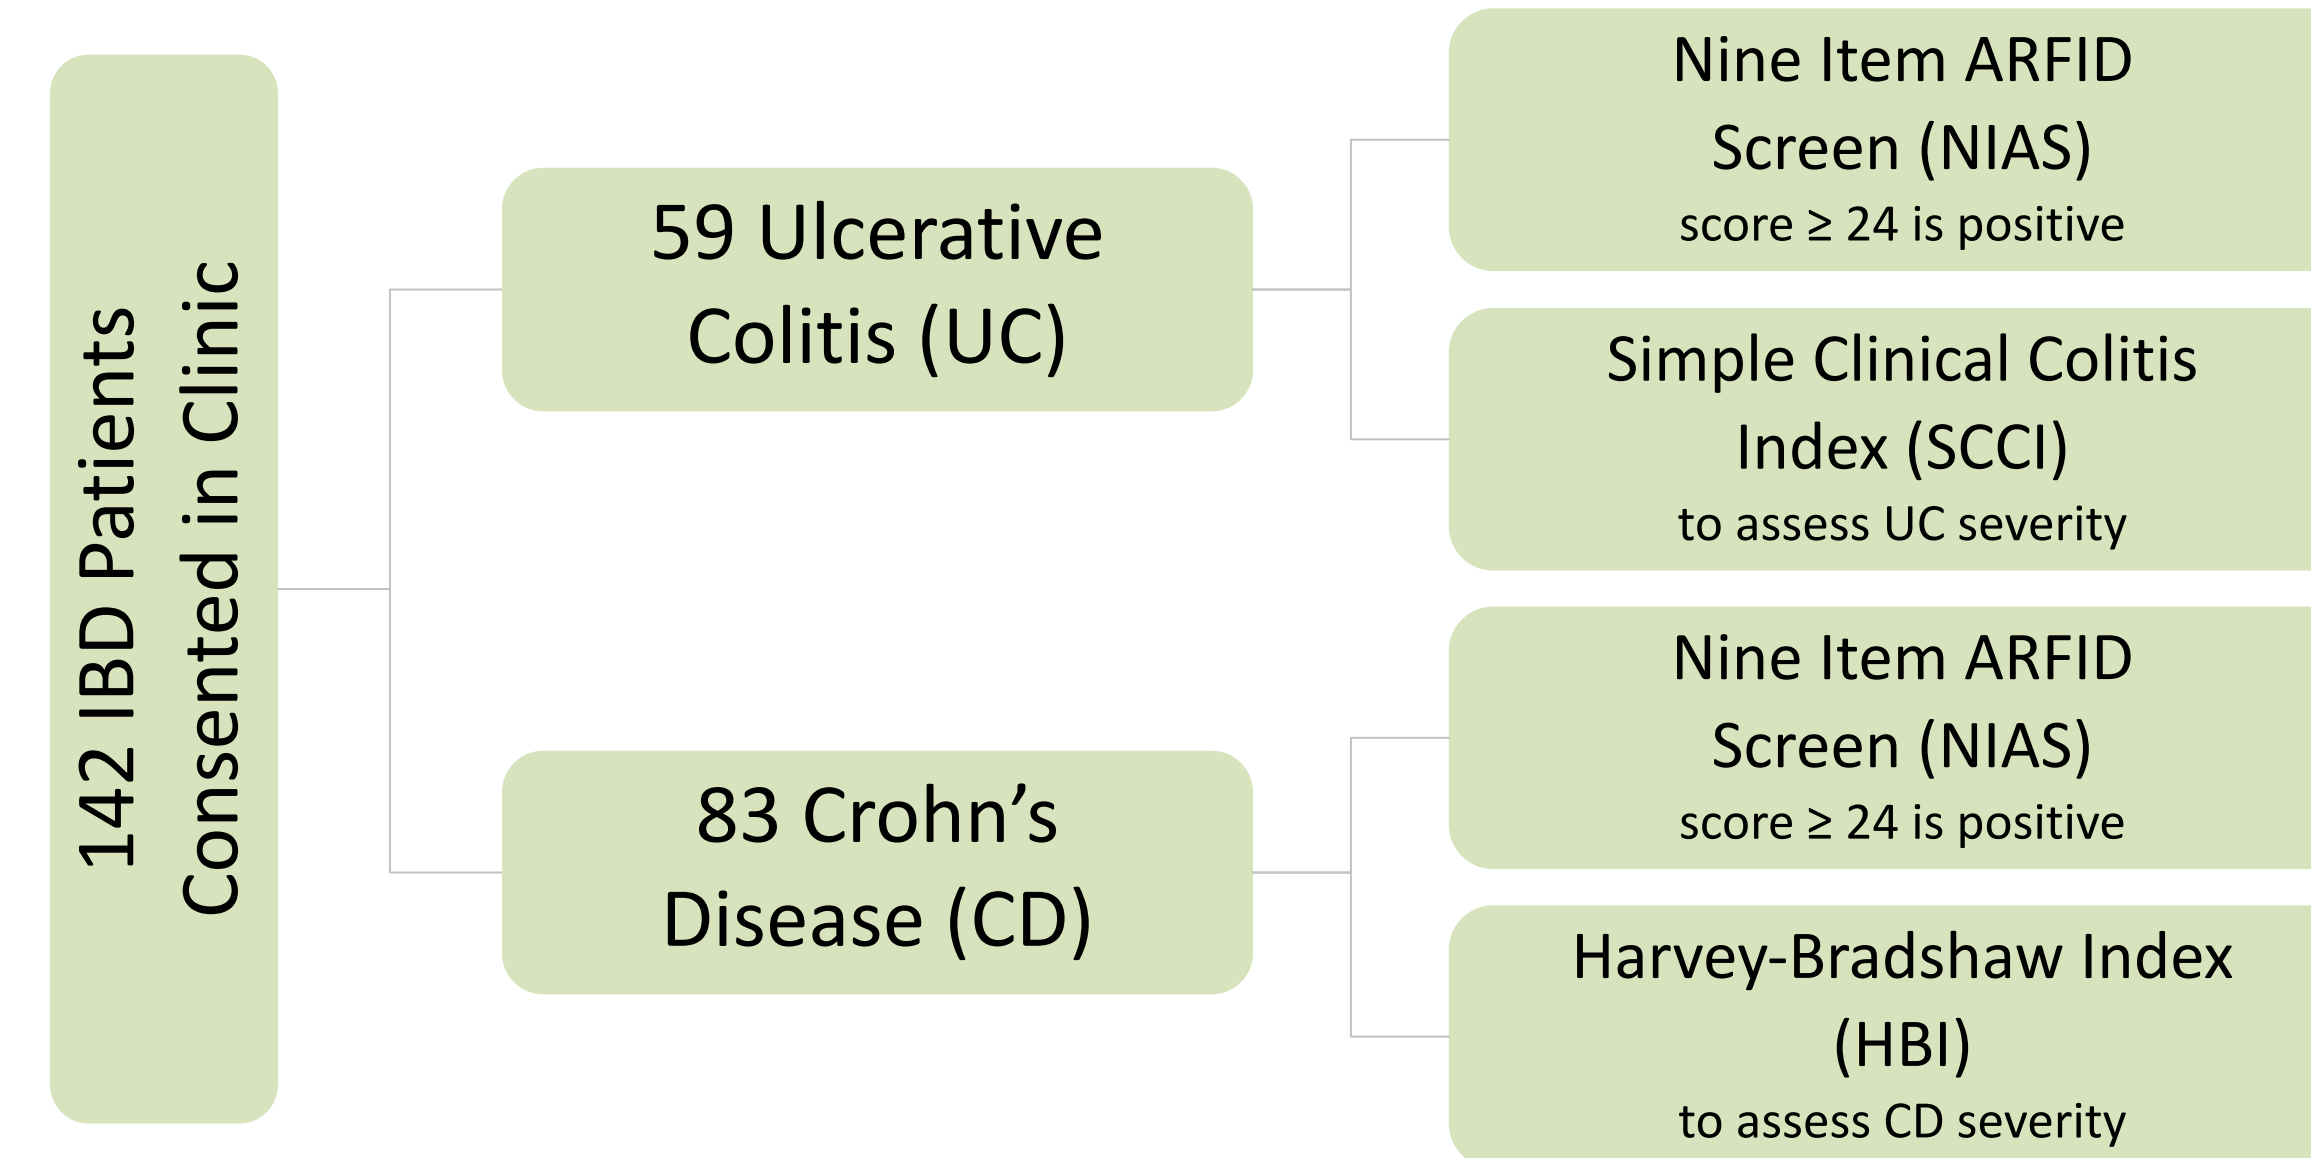 142 IBD Patients
Consented in Clinic
59 Ulcerative
Colitis (UC)
Nine Item ARFID
Screen (NIAS)
score ≥ 24 is positive
Simple Clinical Colitis
Index (SCCI)
to assess UC severity
83 Crohn’s
Disease (CD)
Nine Item ARFID
Screen (NIAS)
score ≥ 24 is positive
Harvey-Bradshaw Index
(HBI)
to assess CD severity